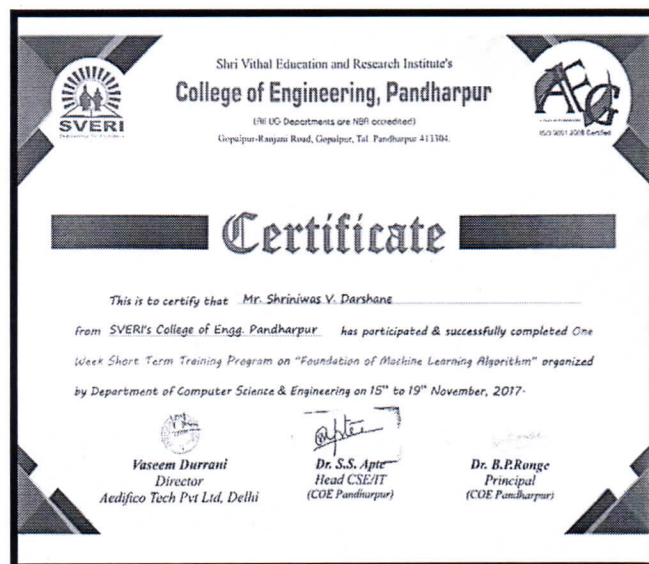 Shri Vithal Education and Research Institute's
College of Engineering, Pandharpur
(All UG Departments are NBA accredited)
Gopalpur-Ranjani Road, Gopalpur, Tal. Pandharpur 413304.
SVERI
ISO 9001 2008 Certified
Certificate
This is to certify that Mr. Shriniwas V. Darshane
from SVERI's College of Engg. Pandharpur has participated & successfully completed One
Week Short Term Training Program on "Foundation of Machine Learning Algorithm" organized
by Department of Computer Science & Engineering on 15th to 19th November, 2017.
Vaseem Durrani
Director
Aedifico Tech Pvt Ltd, Delhi
Dr. S.S. Apte
Head CSE/IT
(COE Pandharpur)
Dr. B.P.Ronge
Principal
(COE Pandharpur)